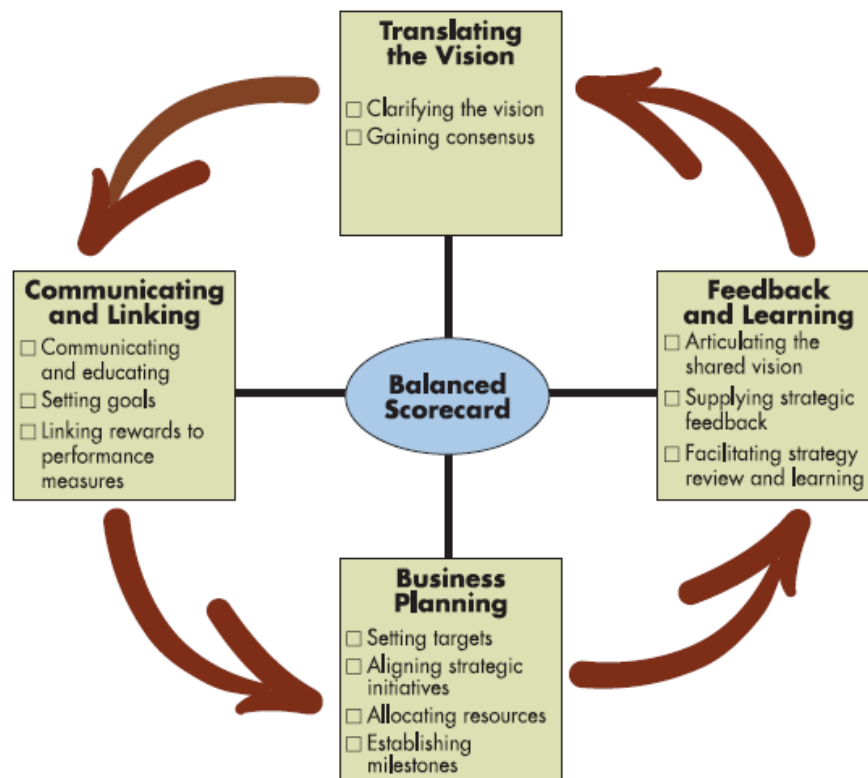 Translating
the Vision
☐ Clarifying the vision
☐ Gaining consensus
Communicating
and Linking
☐ Communicating
and educating
☐ Setting goals
☐ Linking rewards to
performance
measures
Balanced
Scorecard
Feedback
and Learning
☐ Articulating the
shared vision
☐ Supplying strategic
feedback
☐ Facilitating strategy
review and learning
Business
Planning
☐ Setting targets
☐ Aligning strategic
initiatives
☐ Allocating resources
☐ Establishing
milestones